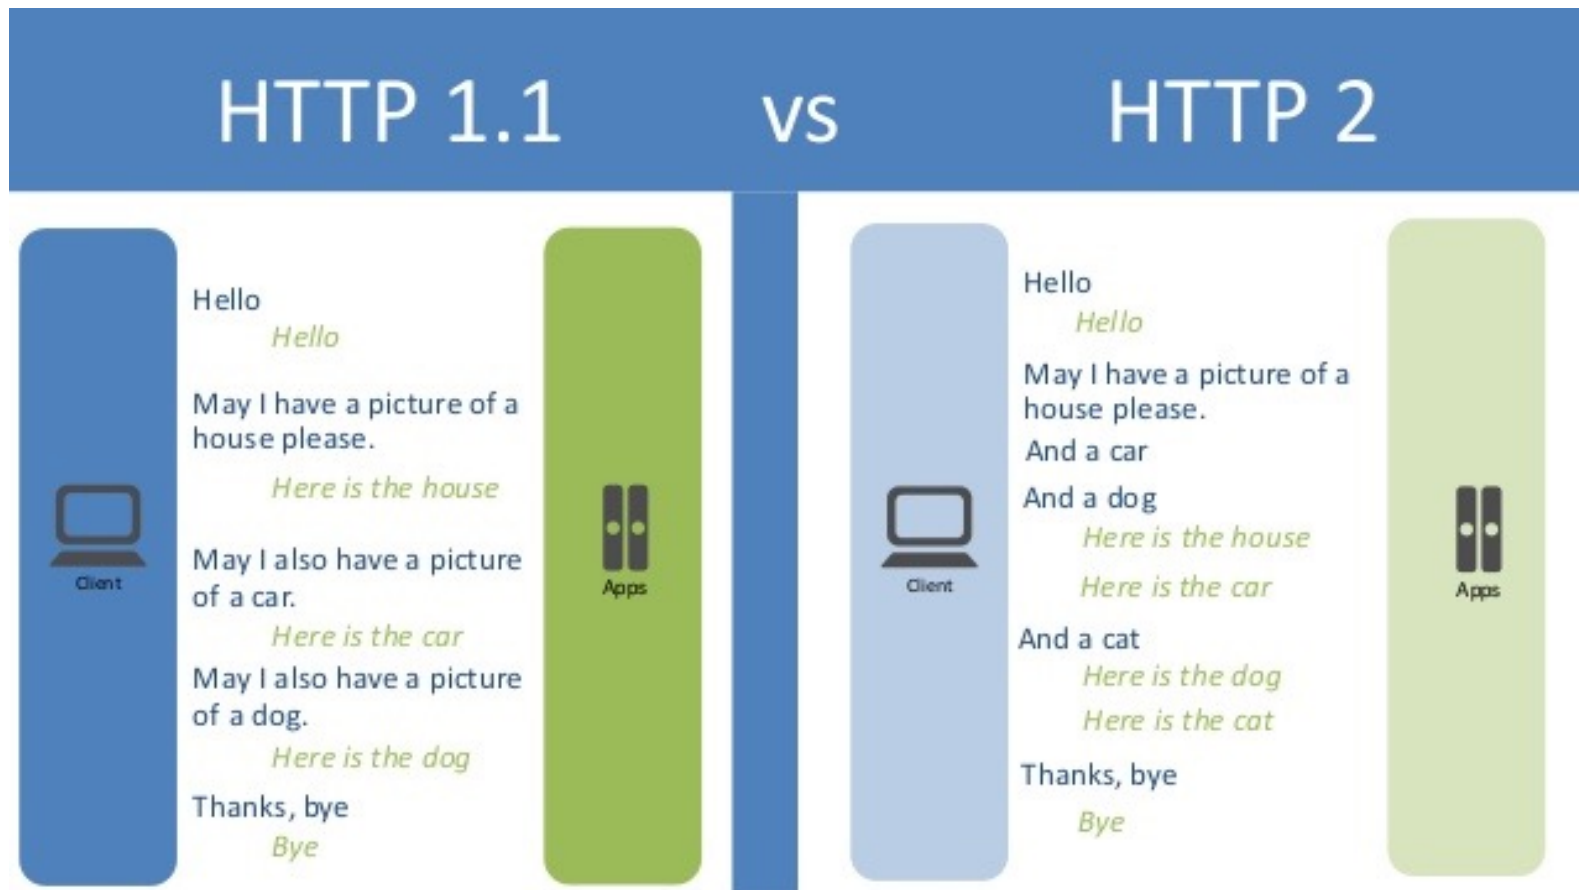 HTTP 1.1 vs HTTP 2
Hello
Hello
May I have a picture of a
house please.
Here is the house
May I also have a picture
of a car.
Here is the car
May I also have a picture
of a dog.
Here is the dog
Thanks, bye
Bye
Client
Apps
Hello
Hello
May I have a picture of a
house please.
And a car
And a dog
Here is the house
Here is the car
And a cat
Here is the dog
Here is the cat
Thanks, bye
Bye
Client
Apps